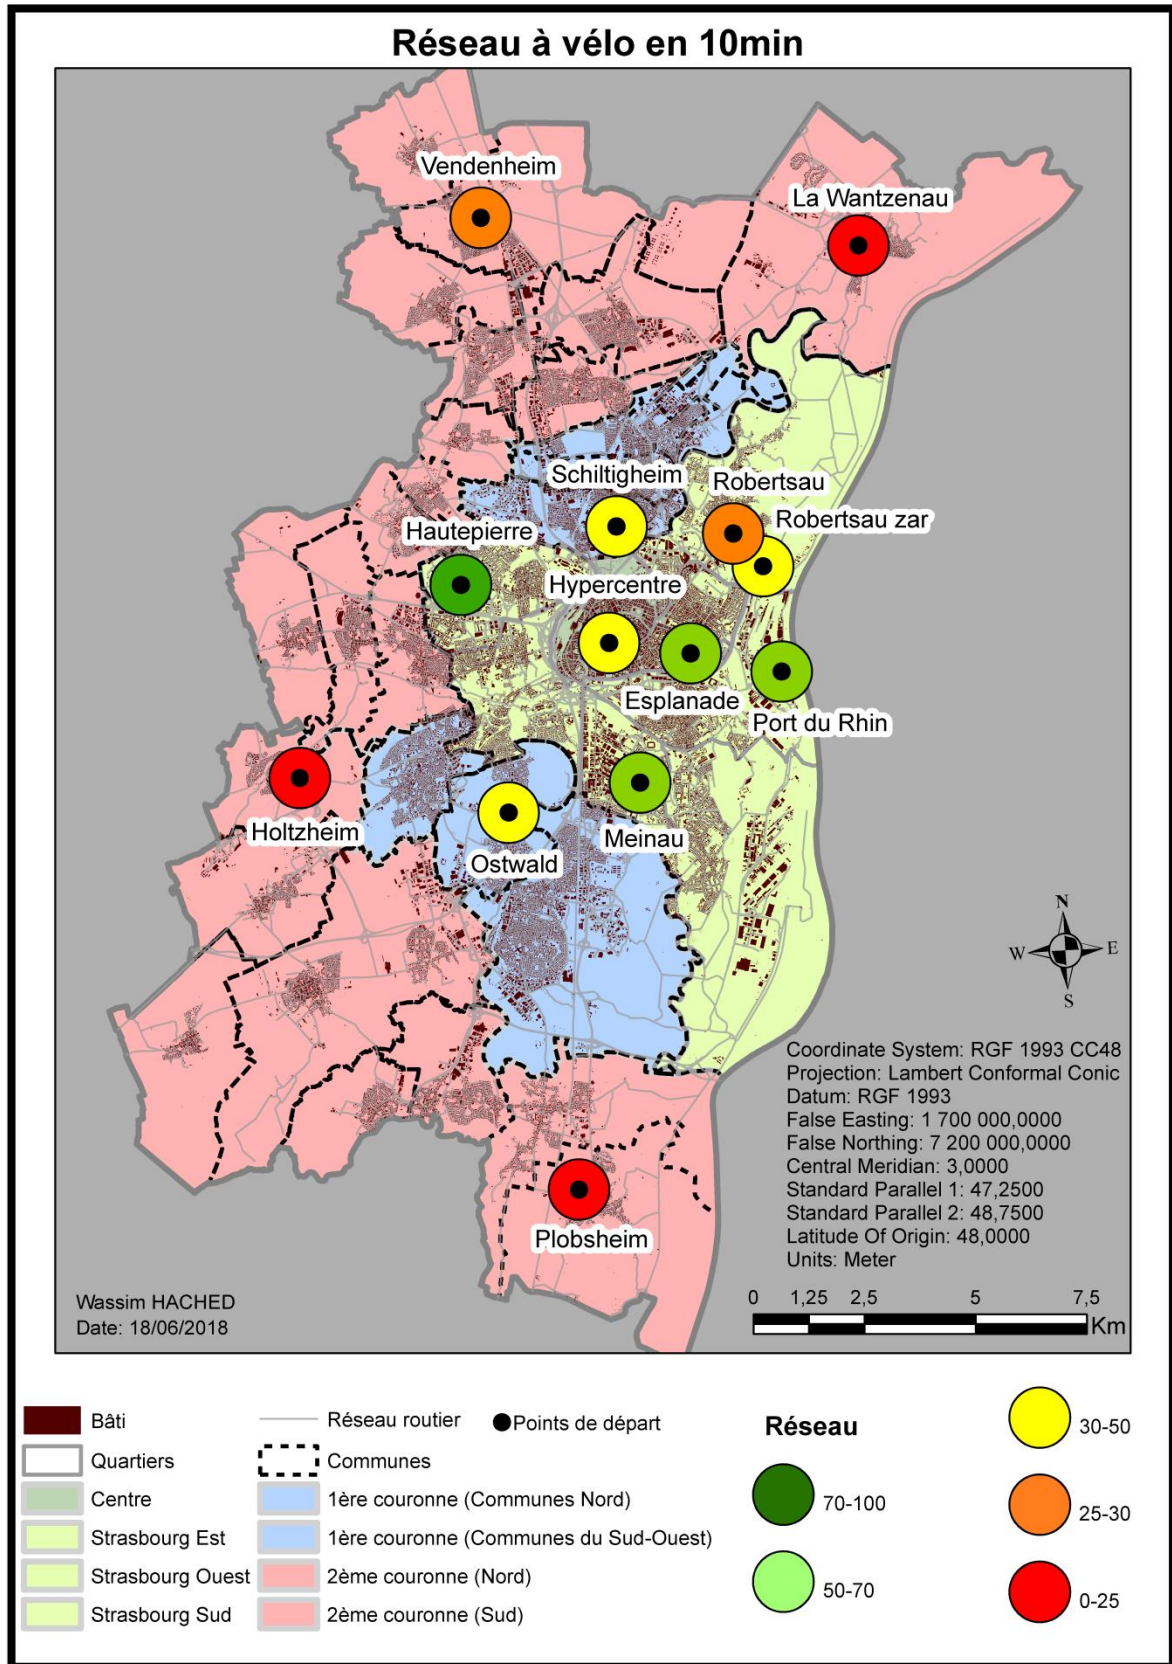 Réseau à vélo en 10min
Vendenheim
La Wantzenau
Schiltigheim
Robertsau
Robertsau zar
Hautepierre
Hypercentre
Esplanade
Port du Rhin
Holtzheim
Meinau
Ostwald
Plobsheim
N
W
E
S
Coordinate System: RGF 1993 CC48
Projection: Lambert Conformal Conic
Datum: RGF 1993
False Easting: 1 700 000,0000
False Northing: 7 200 000,0000
Central Meridian: 3,0000
Standard Parallel 1: 47,2500
Standard Parallel 2: 48,7500
Latitude Of Origin: 48,0000
Units: Meter
0 1,25 2,5 5 7,5
Km
Wassim HACHED
Date: 18/06/2018
Bâti
Quartiers
Centre
Strasbourg Est
Strasbourg Ouest
Strasbourg Sud
Réseau routier
Points de départ
Communes
1ère couronne (Communes Nord)
1ère couronne (Communes du Sud-Ouest)
2ème couronne (Nord)
2ème couronne (Sud)
Réseau
70-100
50-70
30-50
25-30
0-25